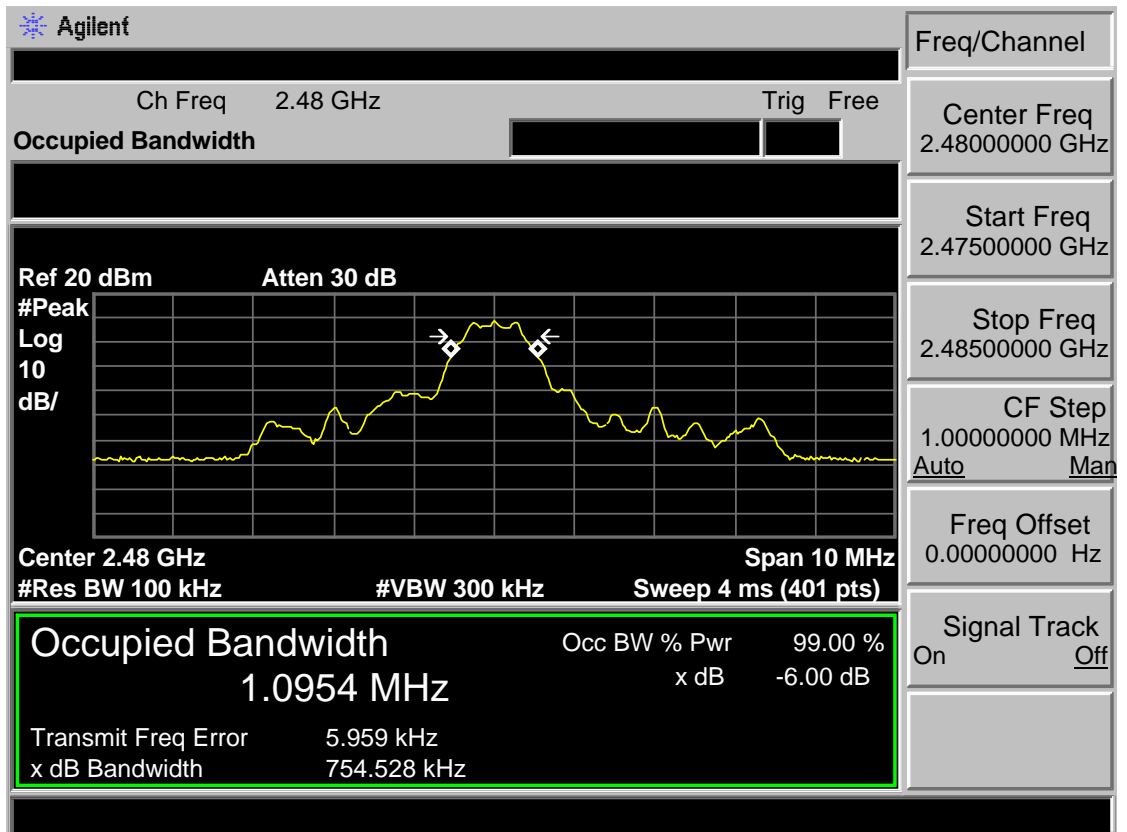 Agilent
Freq/Channel
Ch Freq 2.48 GHz Trig Free
Occupied Bandwidth
Center Freq
2.48000000 GHz
Start Freq
2.47500000 GHz
Stop Freq
2.48500000 GHz
CF Step
1.00000000 MHz
Auto Man
Freq Offset
0.00000000 Hz
Signal Track
On Off
Ref 20 dBm Atten 30 dB
#Peak
Log
10
dB/
Center 2.48 GHz Span 10 MHz
#Res BW 100 kHz #VBW 300 kHz Sweep 4 ms (401 pts)
Occupied Bandwidth Occ BW % Pwr 99.00 %
1.0954 MHz x dB -6.00 dB
Transmit Freq Error 5.959 kHz
x dB Bandwidth 754.528 kHz